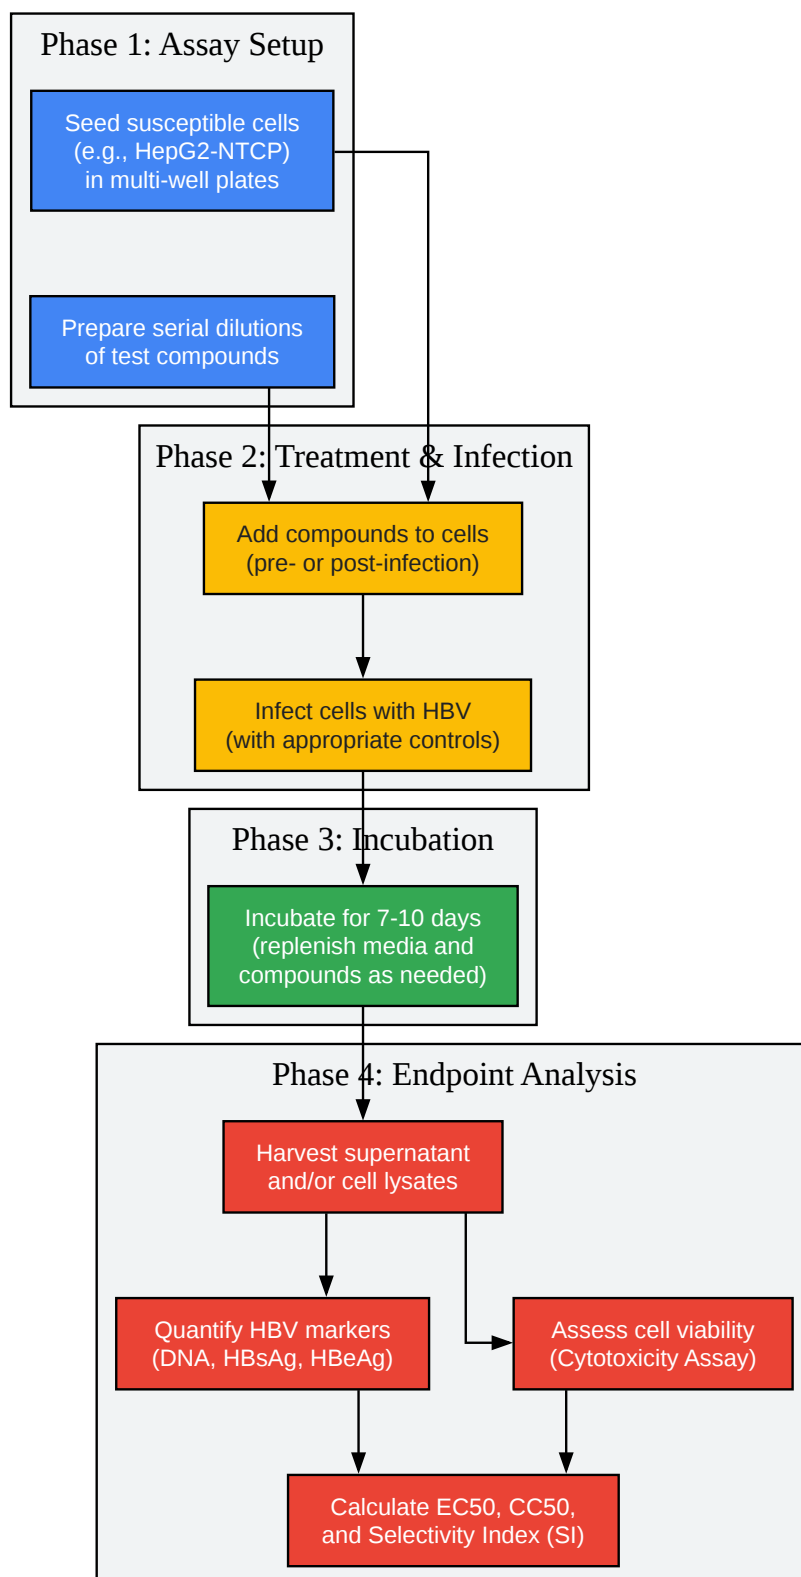 Phase 1: Assay Setup
Seed susceptible cells
(e.g., HepG2-NTCP)
in multi-well plates
Prepare serial dilutions
of test compounds
Phase 2: Treatment & Infection
Add compounds to cells
(pre- or post-infection)
Infect cells with HBV
(with appropriate controls)
Phase 3: Incubation
Incubate for 7-10 days
(replenish media and
compounds as needed)
Phase 4: Endpoint Analysis
Harvest supernatant
and/or cell lysates
Quantify HBV markers
(DNA, HBsAg, HBeAg)
Assess cell viability
(Cytotoxicity Assay)
Calculate EC50, CC50,
and Selectivity Index (SI)